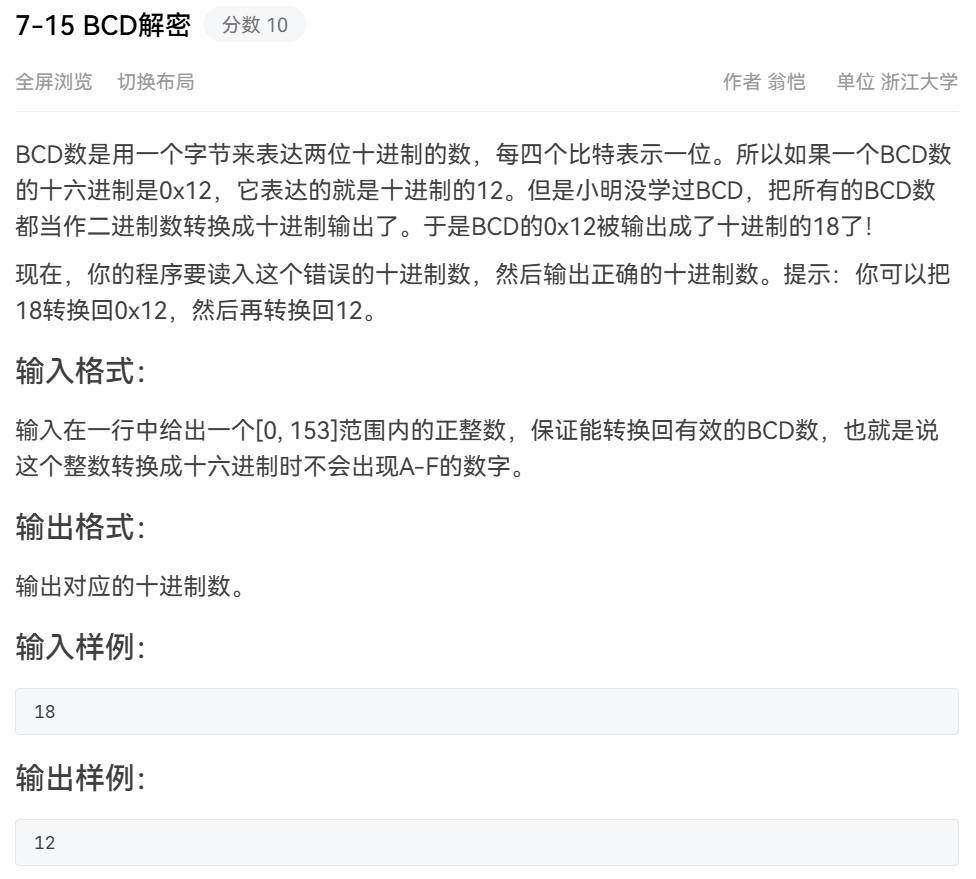 7-15 BCD解密 分数 10
全屏浏览 切换布局 作者 翁恺 单位 浙江大学
BCD数是用一个字节来表达两位十进制的数，每四个比特表示一位。所以如果一个BCD数
的十六进制是0x12，它表达的就是十进制的12。但是小明没学过BCD，把所有的BCD数
都当作二进制数转换成十进制输出了。于是BCD的0x12被输出成了十进制的18了！
现在，你的程序要读入这个错误的十进制数，然后输出正确的十进制数。提示：你可以把
18转换回0x12，然后再转换回12。
输入格式：
输入在一行中给出一个[0, 153]范围内的正整数，保证能转换回有效的BCD数，也就是说
这个整数转换成十六进制时不会出现A-F的数字。
输出格式：
输出对应的十进制数。
输入样例：
18
输出样例：
12